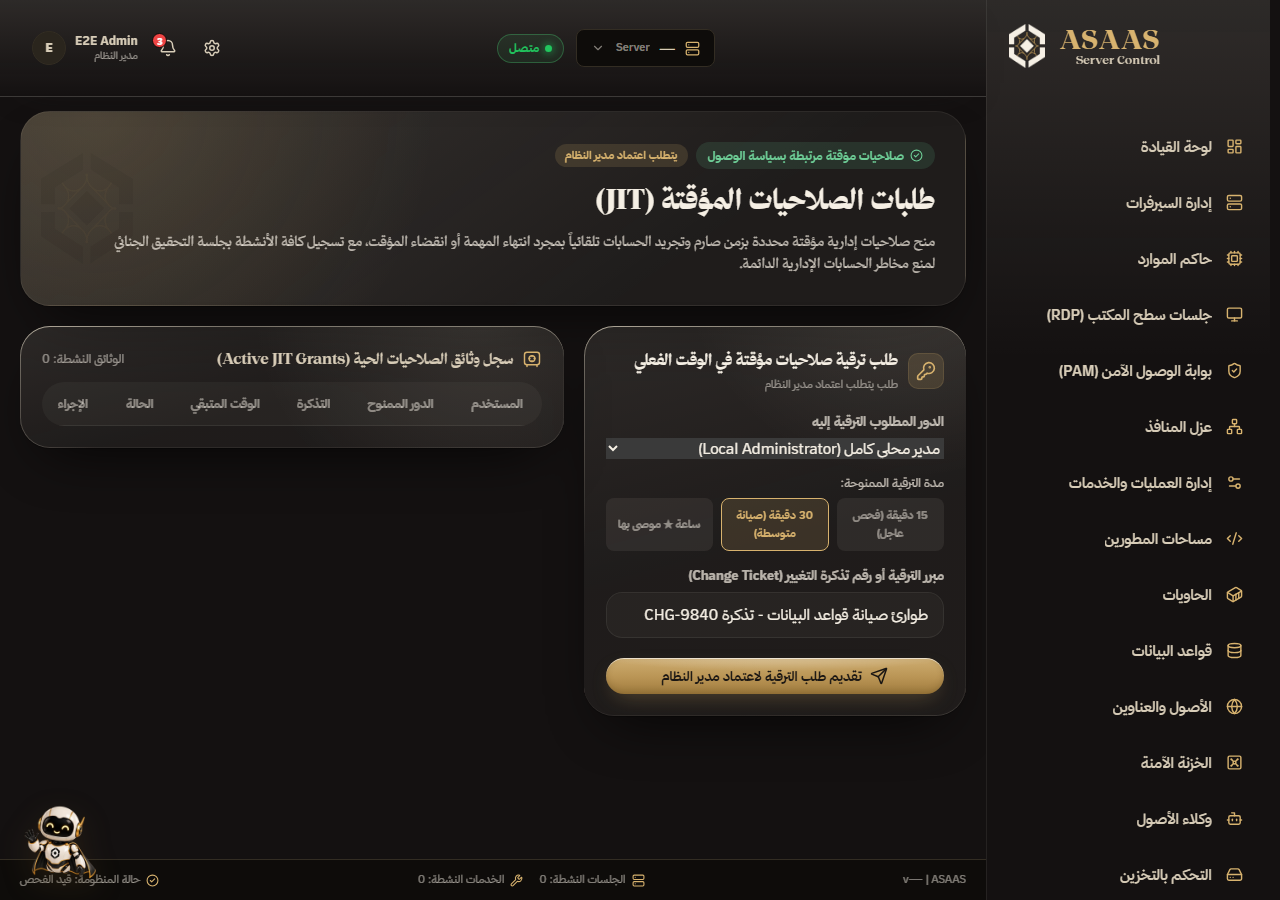 ASAAS
Server Control
لوحة القيادة
إدارة السيرفرات
حاكم الموارد
جلسات سطح المكتب (RDP)
بوابة الوصول الآمن (PAM)
عزل المنافذ
إدارة العمليات والخدمات
مساحات المطورين
الحاويات
قواعد البيانات
الأصول والعناوين
الخزنة الآمنة
وكلاء الأصول
التحكم بالتخزين
Server —
متصل
3
E2E Admin
مدير النظام
E
صلاحيات مؤقتة مرتبطة بسياسة الوصول
يتطلب اعتماد مدير النظام
طلبات الصلاحيات المؤقتة (JIT)
منح صلاحيات إدارية مؤقتة محددة بزمن صارم وتجريد الحسابات تلقائياً بمجرد انتهاء المهمة أو انقضاء المؤقت، مع تسجيل كافة الأنشطة بجلسة التحقيق الجنائي
لمنع مخاطر الحسابات الإدارية الدائمة.
طلب ترقية صلاحيات مؤقتة في الوقت الفعلي
طلب يتطلب اعتماد مدير النظام
الدور المطلوب الترقية إليه
مدير محلي كامل (Local Administrator)
مدة الترقية الممنوحة:
15 دقيقة (فحص
عاجل)
30 دقيقة (صيانة
متوسطة)
ساعة ★ موصى بها
مبرر الترقية أو رقم تذكرة التغيير (Change Ticket)
طوارئ صيانة قواعد البيانات - تذكرة CHG-9840
تقديم طلب الترقية لاعتماد مدير النظام
سجل وثائق الصلاحيات الحية (Active JIT Grants)
الوثائق النشطة: 0
المستخدم
الدور الممنوح
التذكرة
الوقت المتبقي
الحالة
الإجراء
ASAAS | v—
الجلسات النشطة: 0
الخدمات النشطة: 0
حالة المنظومة: قيد الفحص